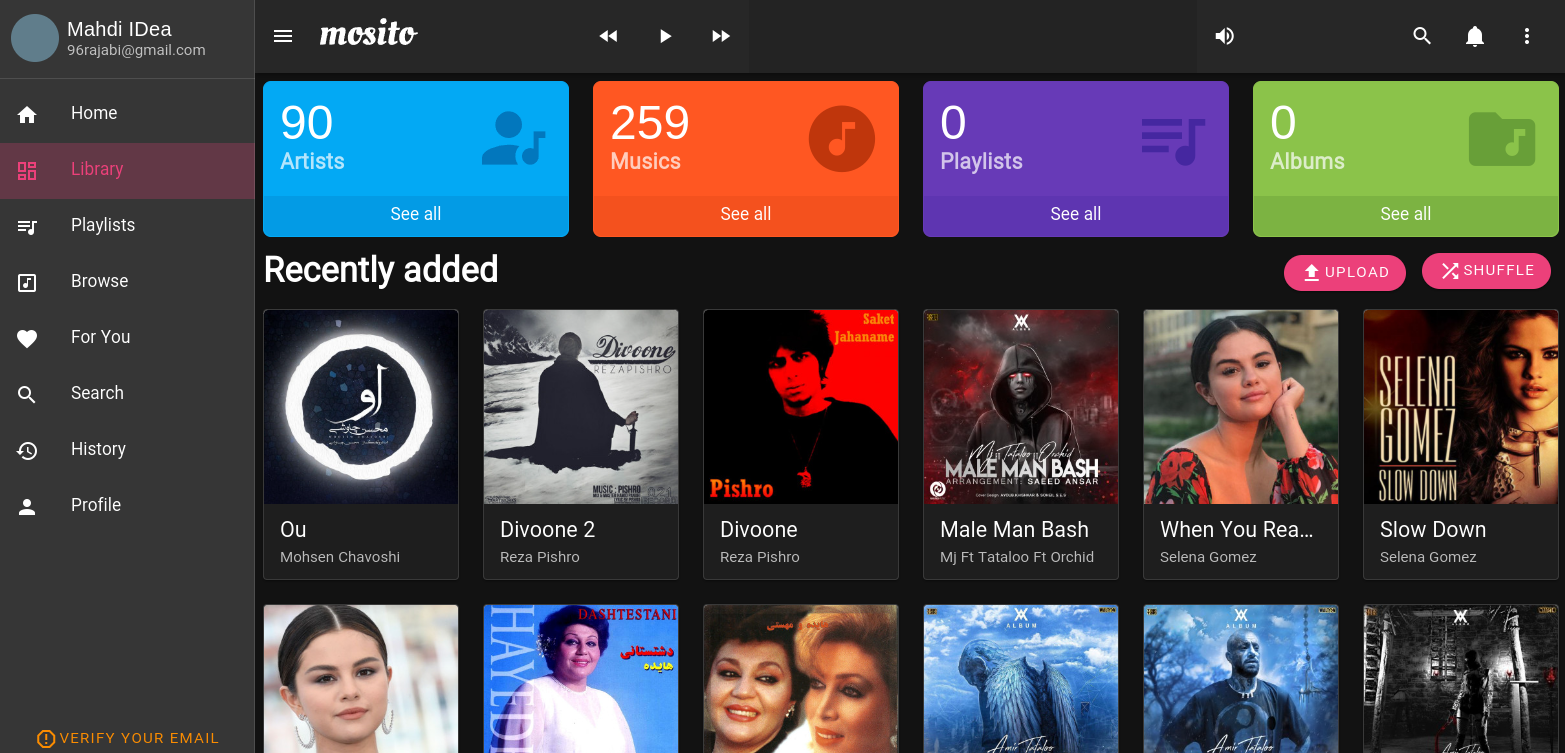 Mahdi IDea
96rajabi@gmail.com
mosito
Home
Library
Playlists
Browse
For You
Search
History
Profile
VERIFY YOUR EMAIL
90
Artists
See all
259
Musics
See all
0
Playlists
See all
0
Albums
See all
Recently added
UPLOAD
SHUFFLE
او
محسن چاوشی
Divoone
REZAPISHRO
MUSIC : PISHRO
Saket
Jahaname
Pishro
ALBUM
Mj Tataloo Orchid
MALE MAN BASH
ARRANGEMENT: SAEED ANSAR
SELENA
GOMEZ
SLOW DOWN
Ou
Mohsen Chavoshi
Divoone 2
Reza Pishro
Divoone
Reza Pishro
Male Man Bash
Mj Ft Tataloo Ft Orchid
When You Rea...
Selena Gomez
Slow Down
Selena Gomez
HAYEDE
DASHTESTANI
دشتستانی
هایده
هایده و مهستی
ALBUM
Amir Tataloo
ALBUM
Amir Tataloo
Amir Tataloo